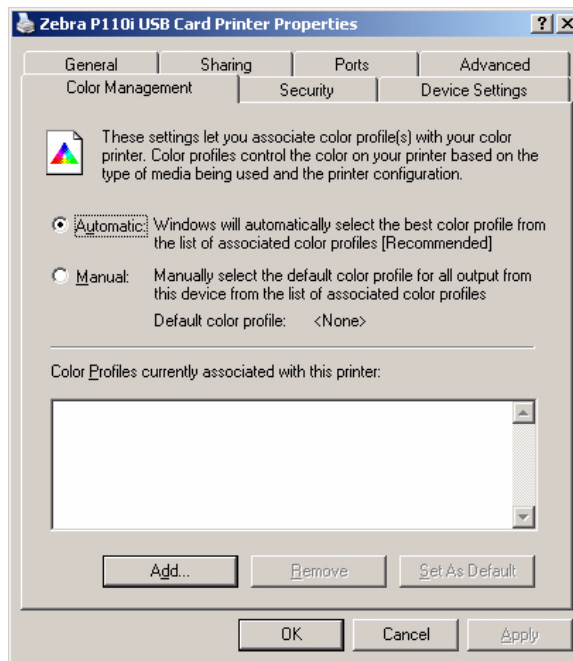 Zebra P110i USB Card Printer Properties
General Sharing Ports Advanced
Color Management Security Device Settings
These settings let you associate color profile(s) with your color
printer. Color profiles control the color on your printer based on the
type of media being used and the printer configuration.
Automatic: Windows will automatically select the best color profile from
the list of associated color profiles [Recommended]
Manual: Manually select the default color profile for all output from
this device from the list of associated color profiles
Default color profile: <None>
Color Profiles currently associated with this printer:
Add... Remove Set As Default
OK Cancel Apply